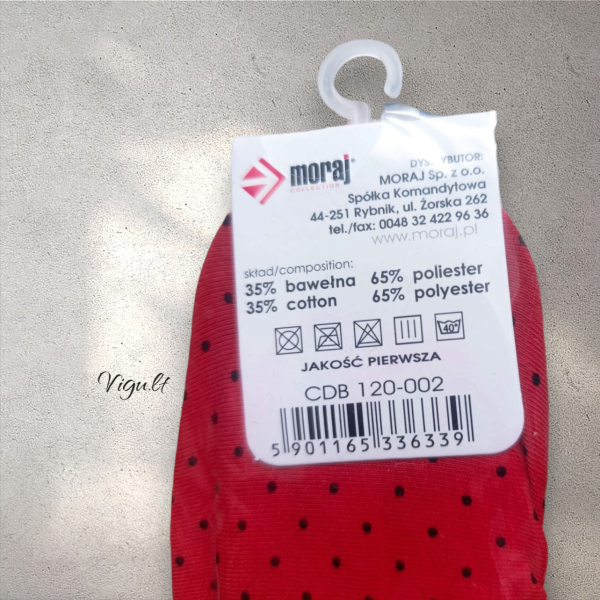 moraj®
COLLECTION
DYSTRYBUTOR:
MORAJ Sp. z o.o.
Spółka Komandytowa
44-251 Rybnik, ul. Żorska 262
tel./fax: 0048 32 422 96 36
www.moraj.pl
skład/composition:
35% bawełna 65% poliester
35% cotton 65% polyester
40°
JAKOŚĆ PIERWSZA
CDB 120-002
5 901165 336339
Vigu.lt